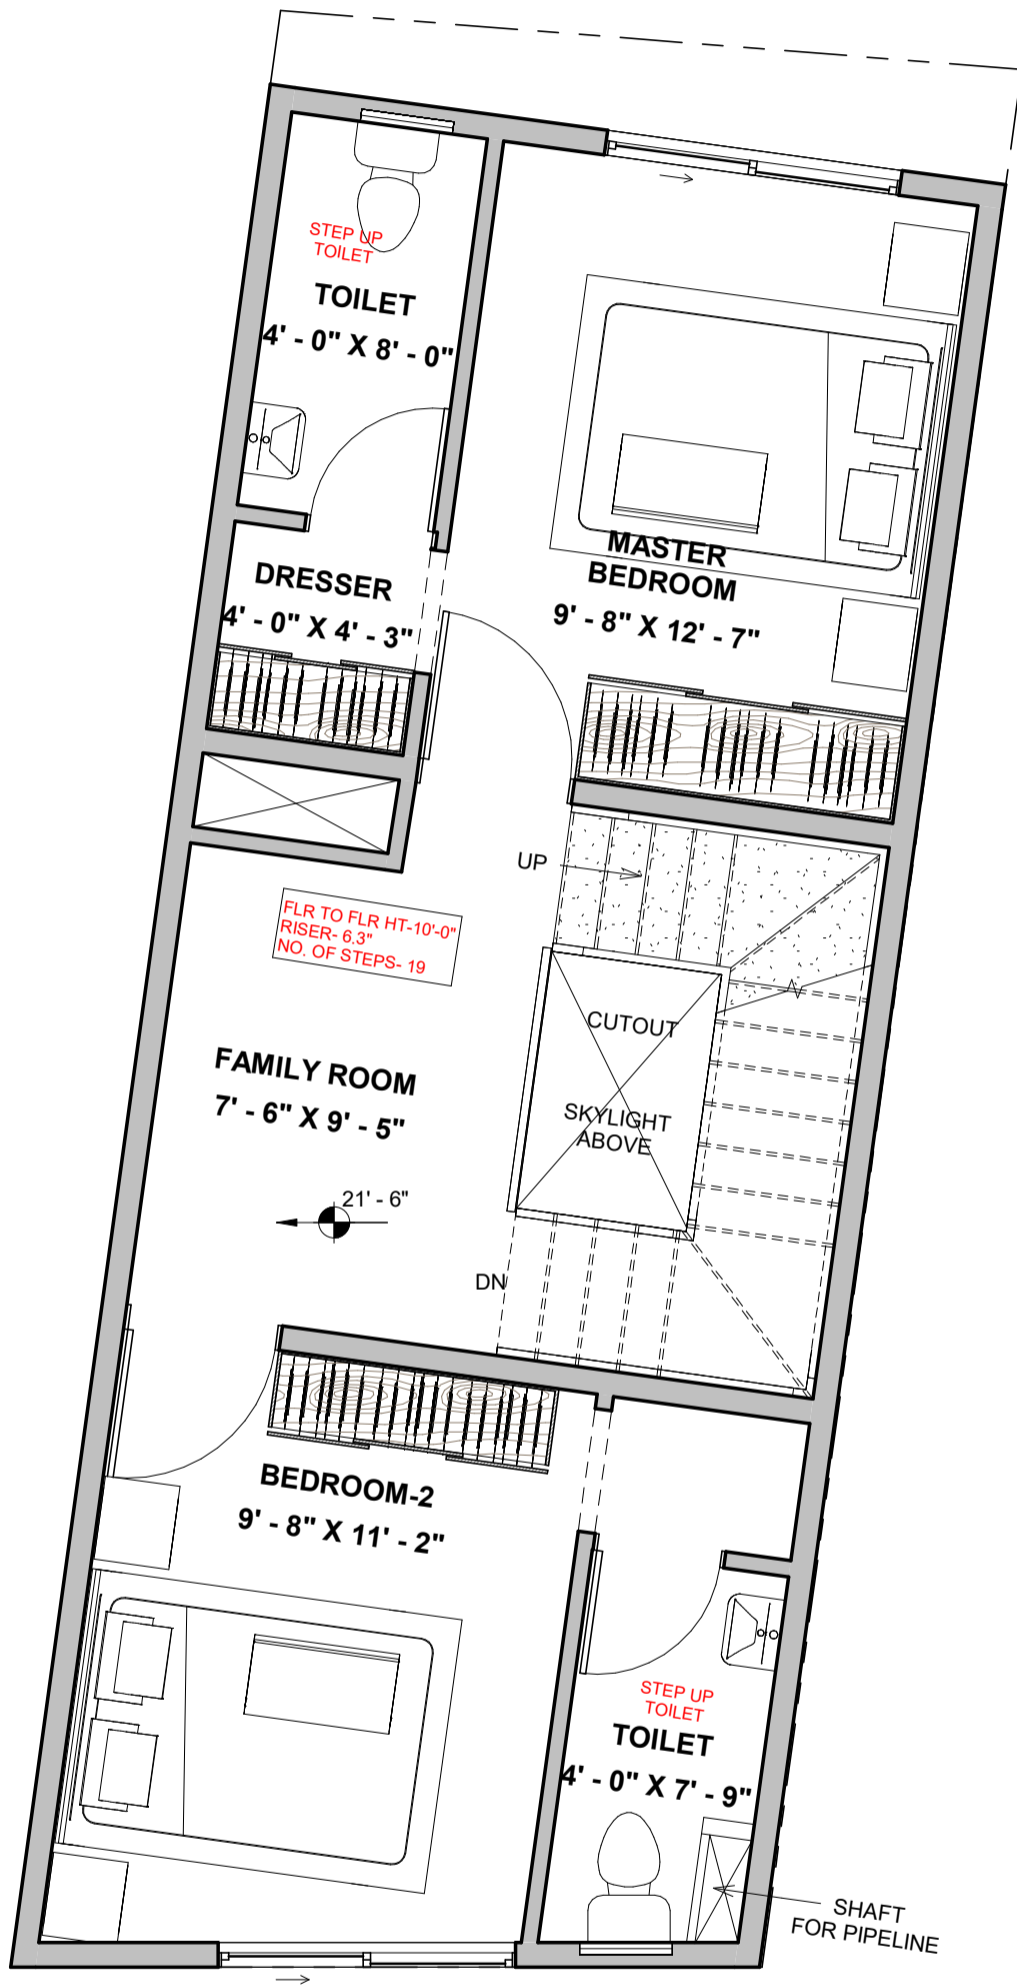 STEP UP
TOILET
TOILET
4' - 0" X 8' - 0"
DRESSER
4' - 0" X 4' - 3"
MASTER
BEDROOM
9' - 8" X 12' - 7"
UP
FLR TO FLR HT-10'-0"
RISER- 6.3"
NO. OF STEPS- 19
CUTOUT
SKYLIGHT
ABOVE
FAMILY ROOM
7' - 6" X 9' - 5"
21' - 6"
DN
BEDROOM-2
9' - 8" X 11' - 2"
STEP UP
TOILET
TOILET
4' - 0" X 7' - 9"
SHAFT
FOR PIPELINE